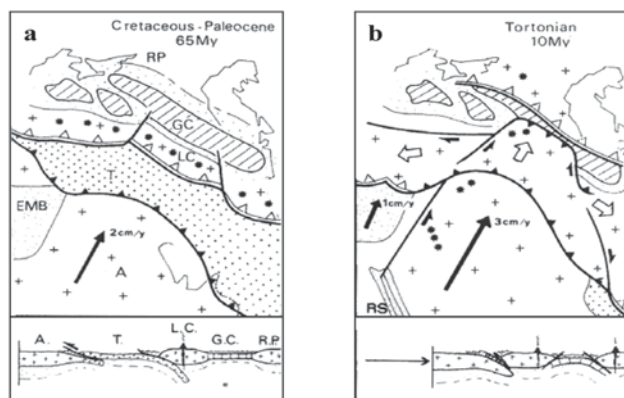 a
Cretaceous - Paleocene
65My
RP
GC
LC
T
EMB
2cm/y
A
A.
T.
L.C.
G.C.
R.P
b
Tortonian
10My
1cm/y
3cm/y
RS